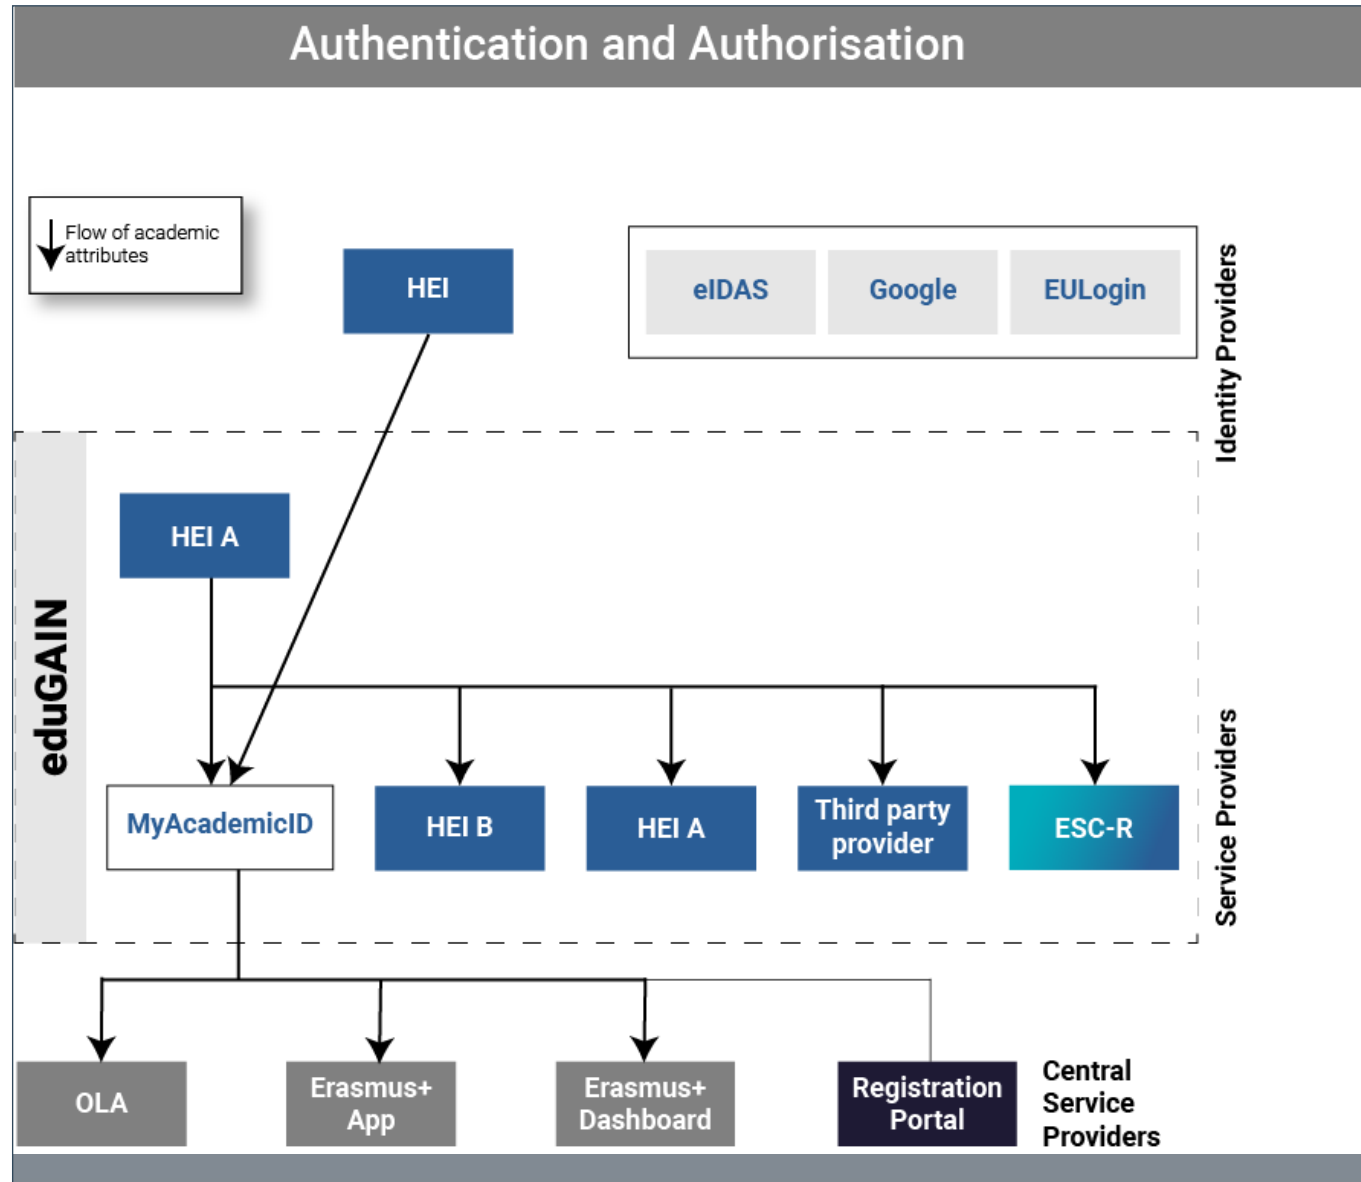 Authentication and Authorisation
Flow of academic
attributes
HEI
eIDAS
Google
EULogin
Identity Providers
eduGAIN
HEI A
MyAcademicID
HEI B
HEI A
Third party
provider
ESC-R
Service Providers
OLA
Erasmus+
App
Erasmus+
Dashboard
Registration
Portal
Central
Service
Providers